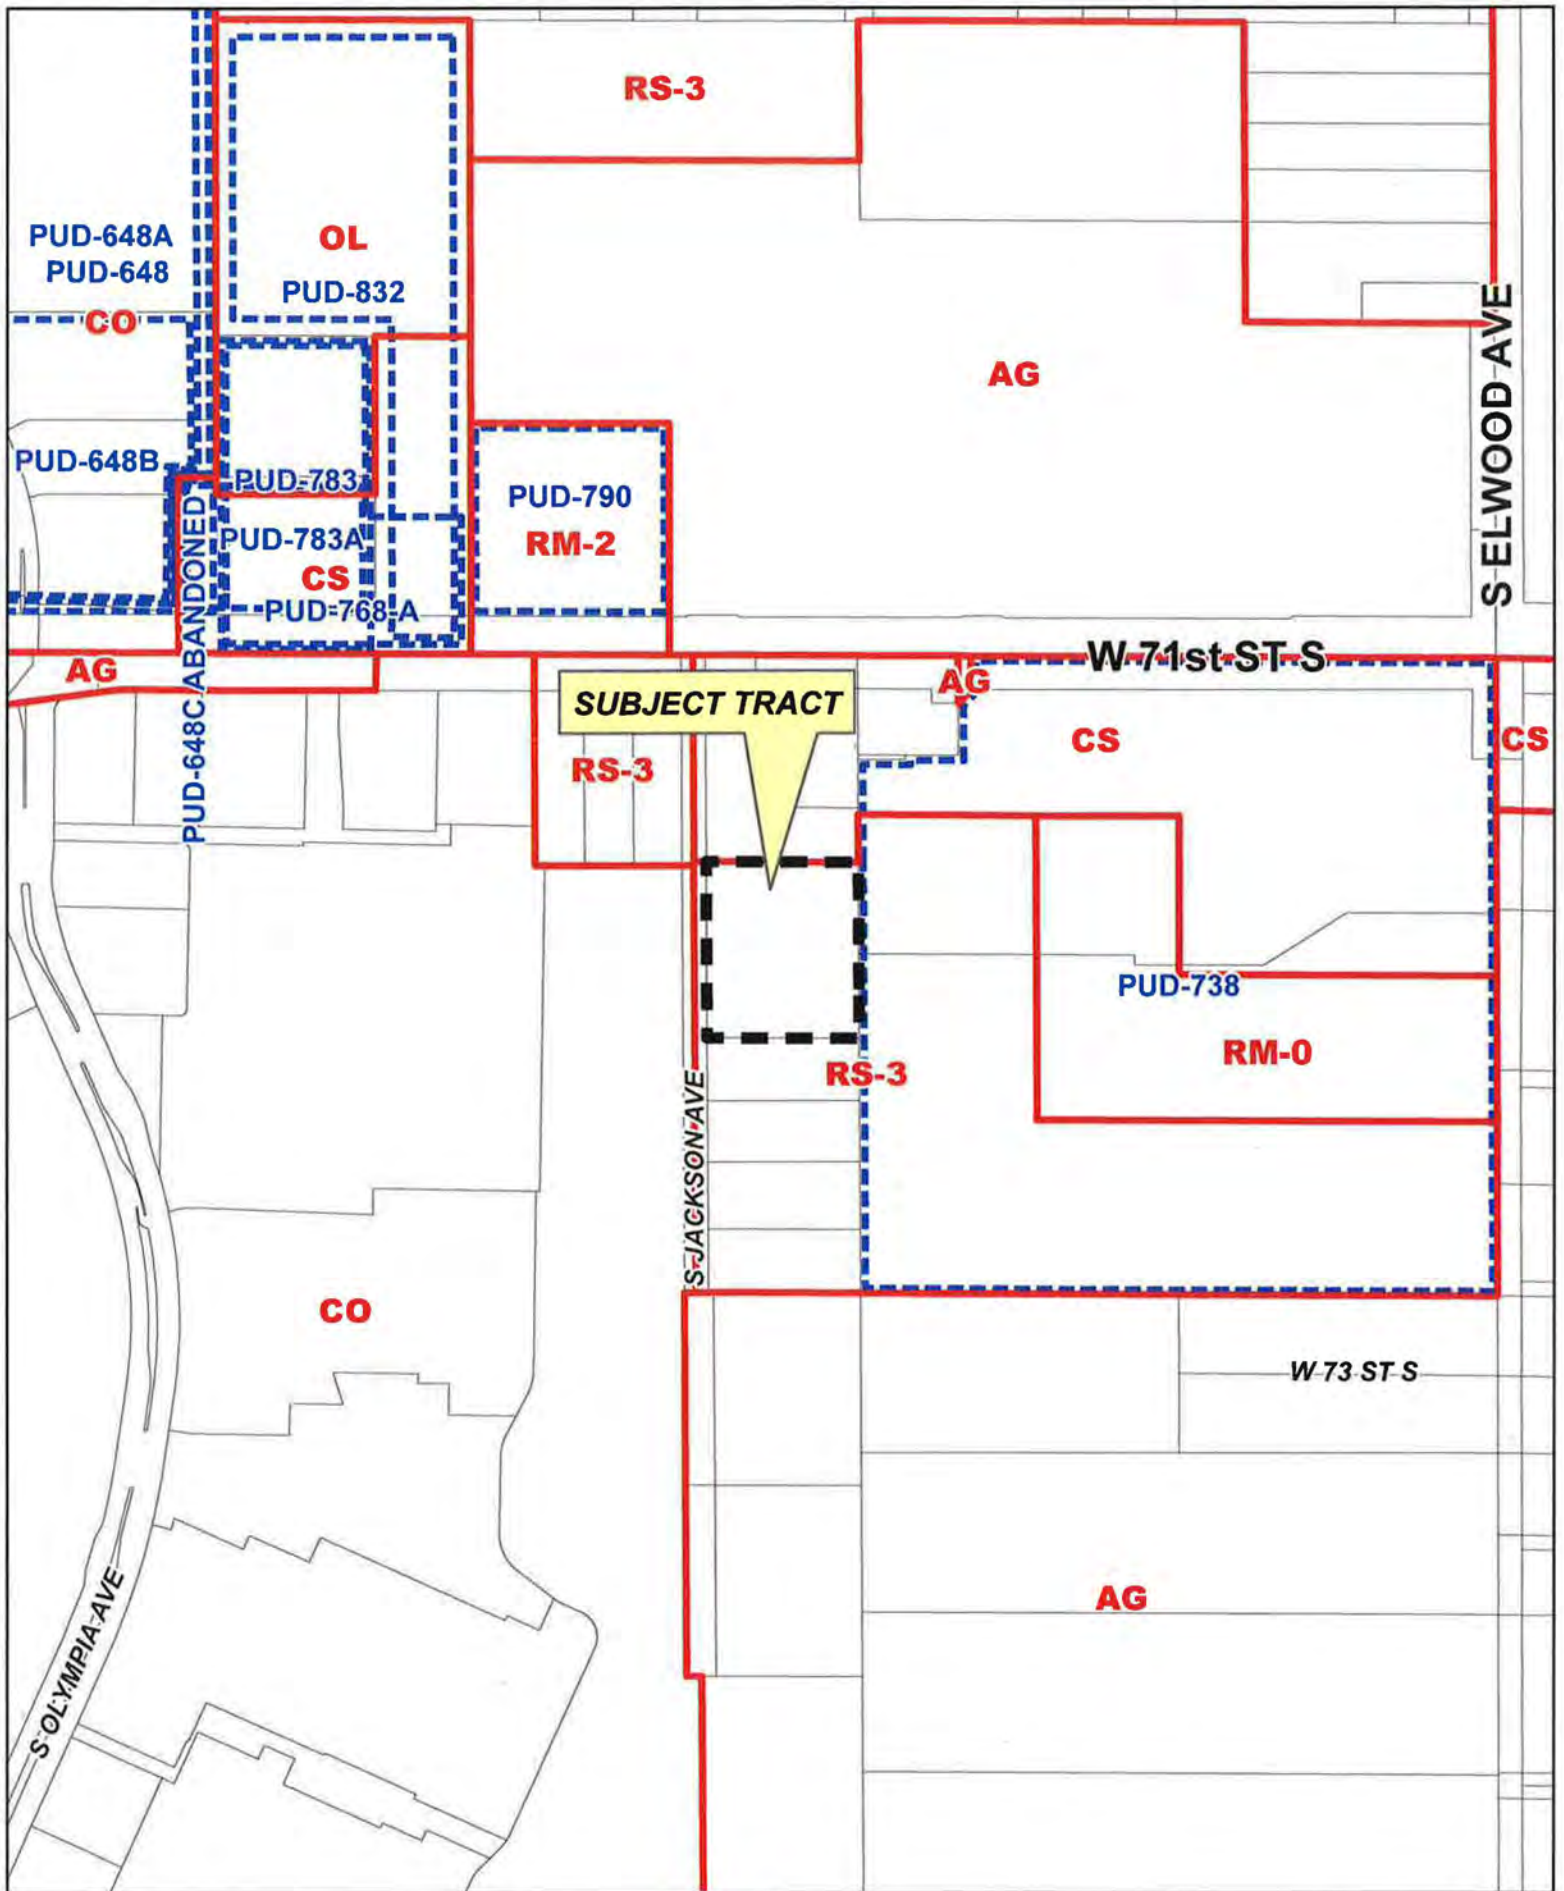 RS-3
PUD-648A
PUD-648
OL
PUD-832
CO
AG
S ELWOOD AVE
PUD-648B
PUD-783
PUD-790
PUD-783A
RM-2
CS
PUD-768-A
PUD-648C ABANDONED
W 71st ST S
AG
AG
SUBJECT TRACT
CS
CS
RS-3
PUD-738
RM-0
RS-3
S JACKSON AVE
CO
W 73 ST S
AG
S OLYMPIA AVE